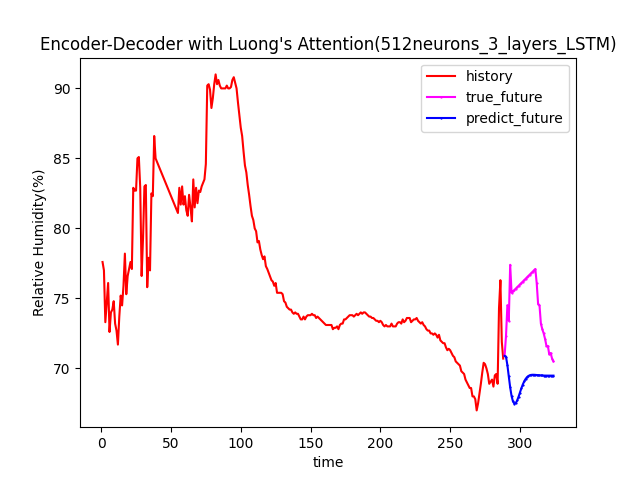 Encoder-Decoder with Luong's Attention(512neurons_3_layers_LSTM)
history
true_future
predict_future
Relative Humidity(%)
90
85
80
75
70
0 50 100 150 200 250 300
time